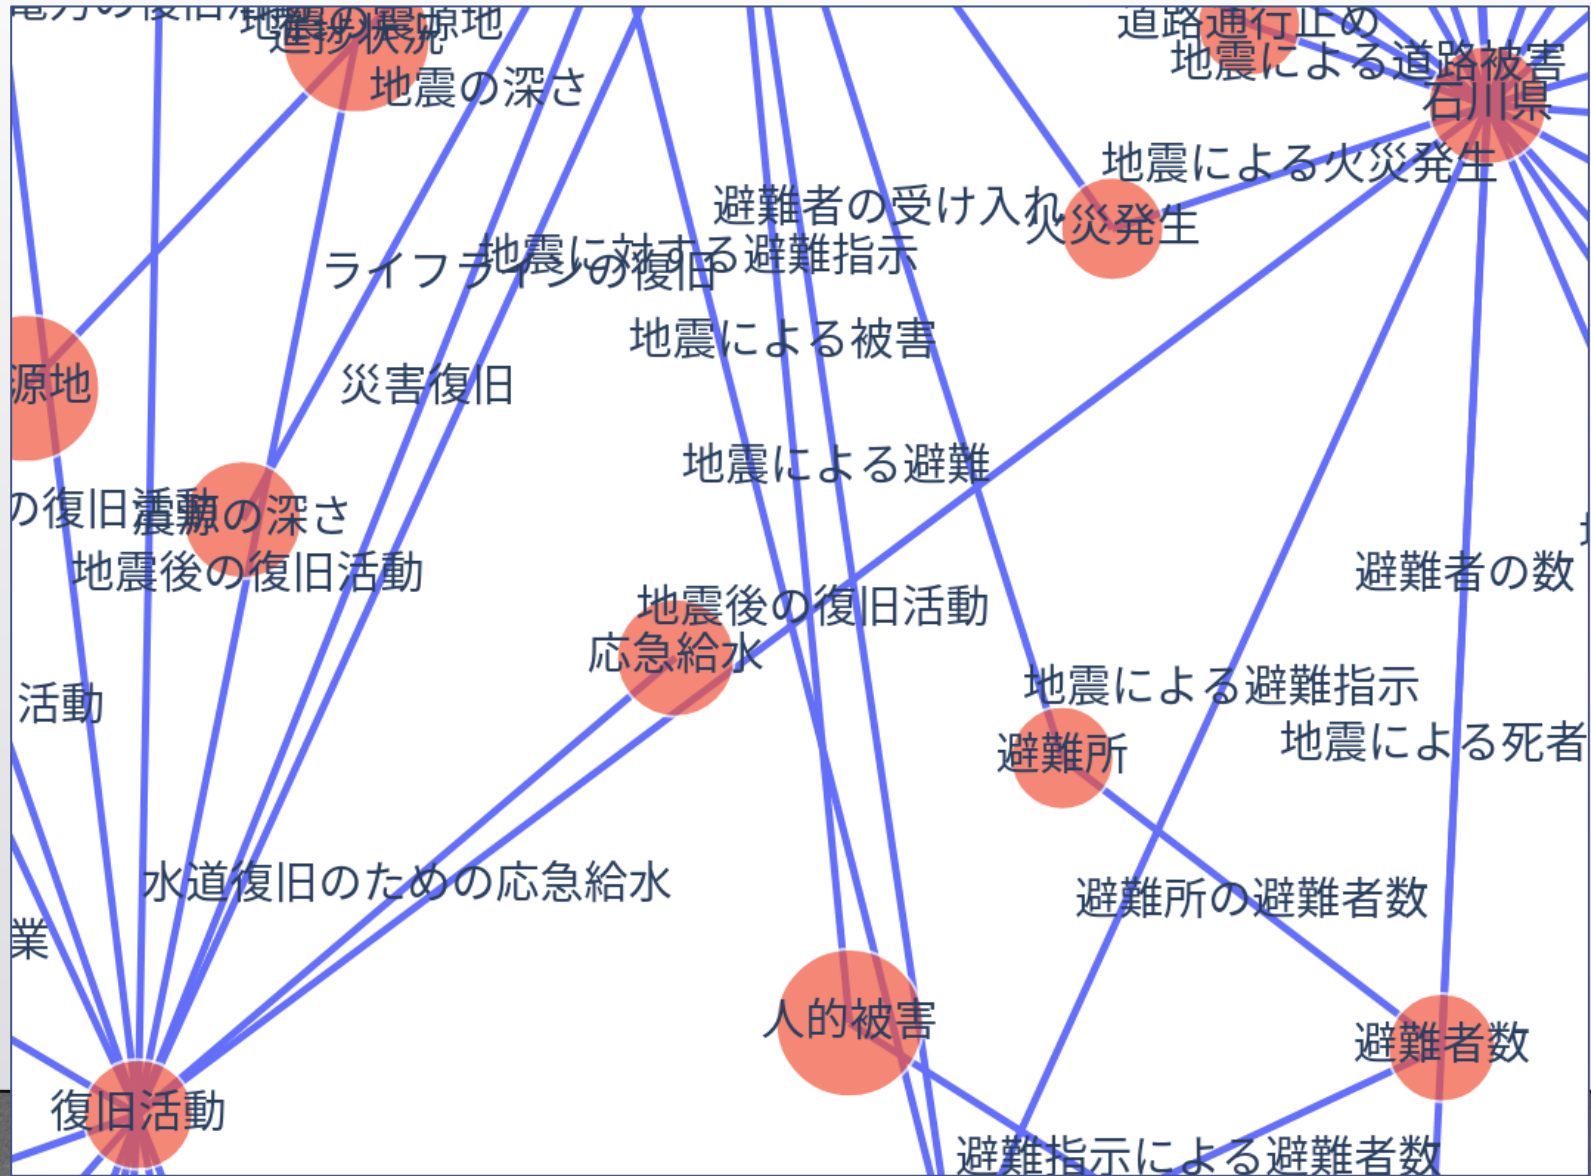 道路通行止め
進捗状況
地震による道路被害
地震の深さ
石川県
地震による火災発生
避難者の受け入れ
火災発生
地震に対する避難指示
ライフラインの復旧
地震による被害
源地
災害復旧
地震による避難
の復旧活動
震源の深さ
地震後の復旧活動
避難者の数
地震後の復旧活動
応急給水
地震による避難指示
活動
地震による死者
避難所
水道復旧のための応急給水
避難所の避難者数
業
人的被害
避難者数
復旧活動
避難指示による避難者数